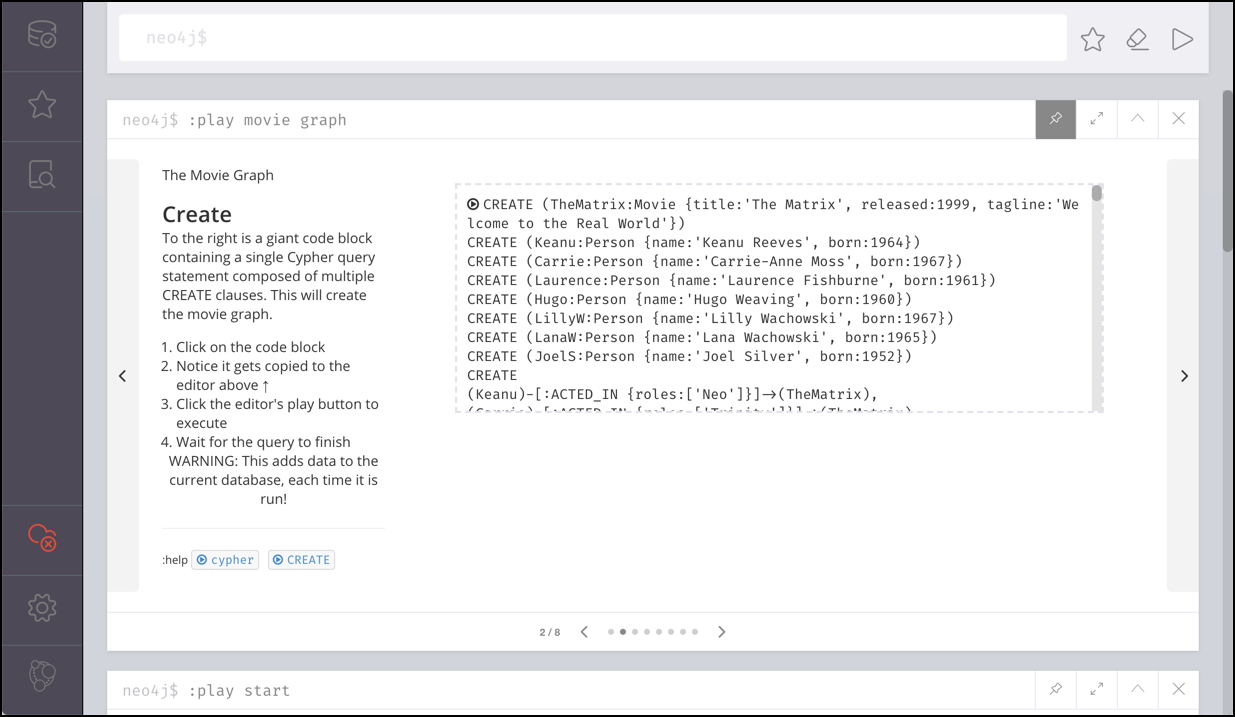 neo4j$
neo4j$ :play movie graph
The Movie Graph
Create
To the right is a giant code block
containing a single Cypher query
statement composed of multiple
CREATE clauses. This will create
the movie graph.
1. Click on the code block
2. Notice it gets copied to the
editor above ↑
3. Click the editor's play button to
execute
4. Wait for the query to finish
WARNING: This adds data to the
current database, each time it is
run!
:help cypher CREATE
CREATE (TheMatrix:Movie {title:'The Matrix', released:1999, tagline:'We
lcome to the Real World'})
CREATE (Keanu:Person {name:'Keanu Reeves', born:1964})
CREATE (Carrie:Person {name:'Carrie-Anne Moss', born:1967})
CREATE (Laurence:Person {name:'Laurence Fishburne', born:1961})
CREATE (Hugo:Person {name:'Hugo Weaving', born:1960})
CREATE (LillyW:Person {name:'Lilly Wachowski', born:1967})
CREATE (LanaW:Person {name:'Lana Wachowski', born:1965})
CREATE (JoelS:Person {name:'Joel Silver', born:1952})
CREATE
(Keanu)-[:ACTED_IN {roles:['Neo']}]->(TheMatrix),
(Carrie)-[:ACTED_IN {roles:['Trinity']}]->(TheMatrix),
2/8
neo4j$ :play start